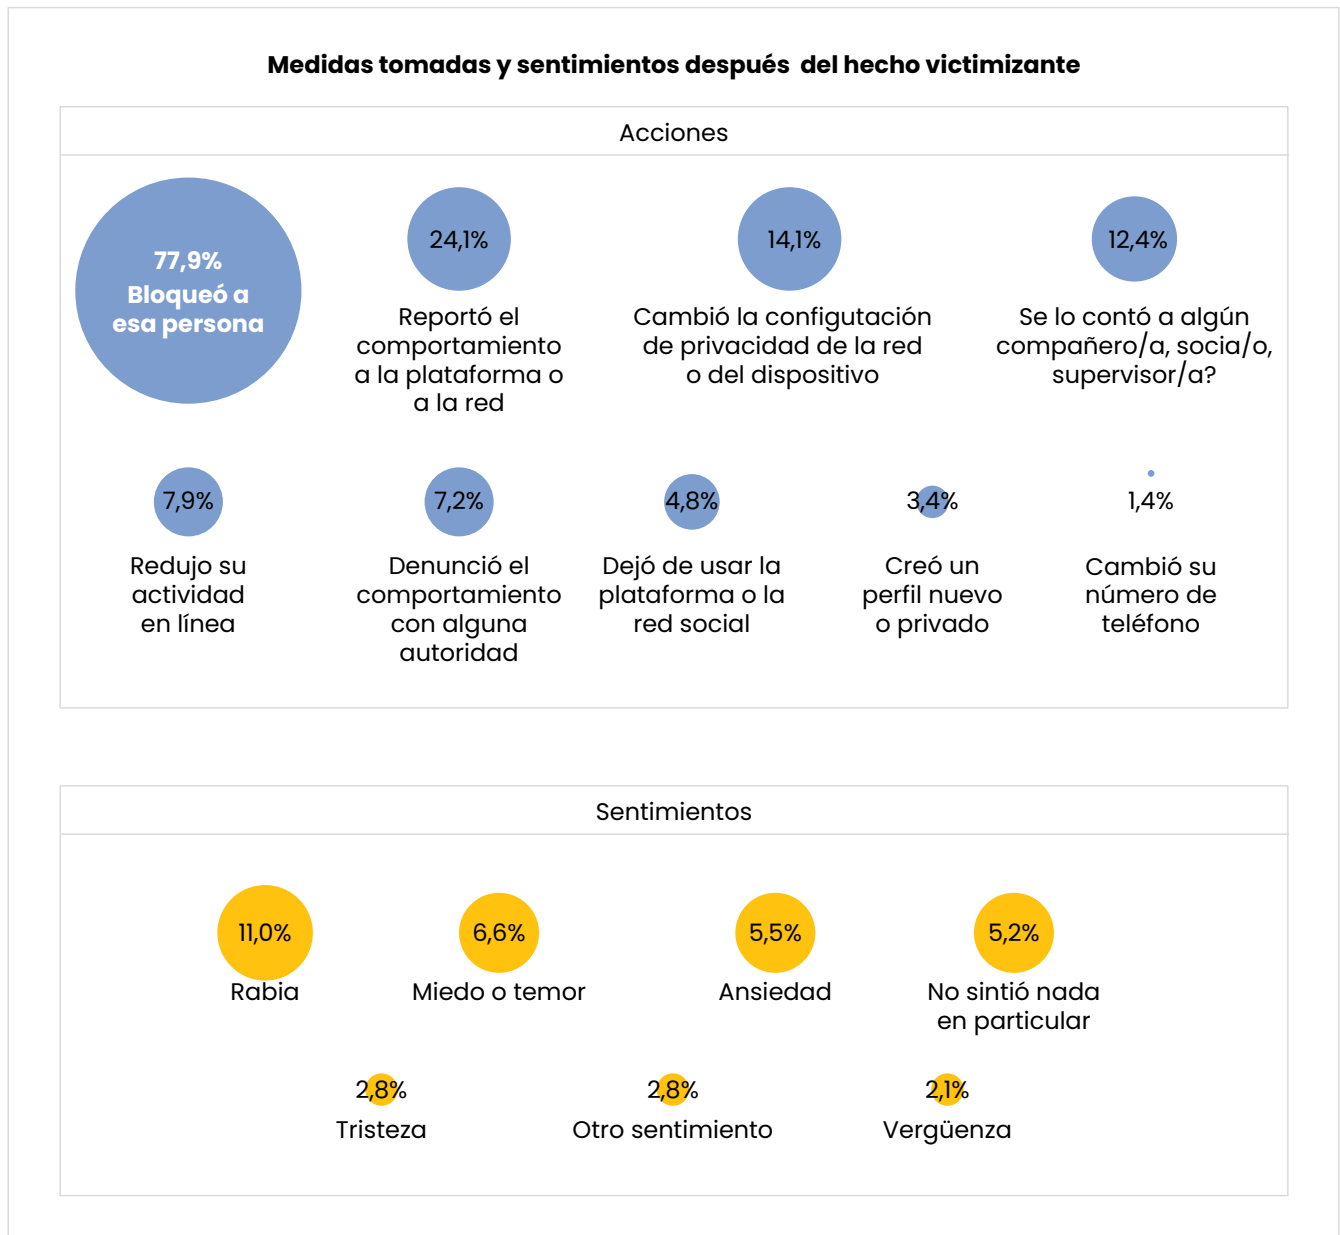 Medidas tomadas y sentimientos después del hecho victimizante
Acciones
77,9%
Bloqueó a
esa persona
24,1%
Reportó el
comportamiento
a la plataforma o
a la red
14,1%
Cambió la configutación
de privacidad de la red
o del dispositivo
12,4%
Se lo contó a algún
compañero/a, socia/o,
supervisor/a?
7,9%
Redujo su
actividad
en línea
7,2%
Denunció el
comportamiento
con alguna
autoridad
4,8%
Dejó de usar la
plataforma o la
red social
3,4%
Creó un
perfil nuevo
o privado
1,4%
Cambió su
número de
teléfono
Sentimientos
11,0%
Rabia
6,6%
Miedo o temor
5,5%
Ansiedad
5,2%
No sintió nada
en particular
2,8%
Tristeza
2,8%
Otro sentimiento
2,1%
Vergüenza